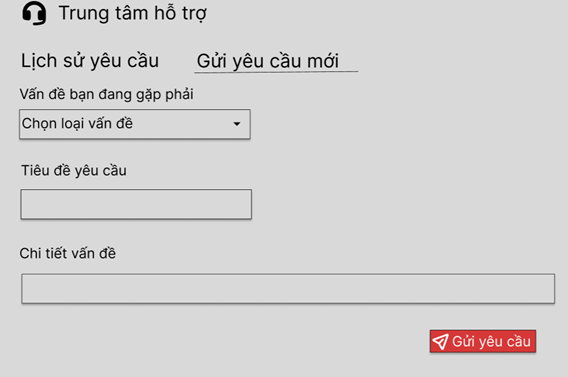 Trung tâm hỗ trợ
Lịch sử yêu cầu Gửi yêu cầu mới
Vấn đề bạn đang gặp phải
Chọn loại vấn đề
Tiêu đề yêu cầu
Chi tiết vấn đề
Gửi yêu cầu